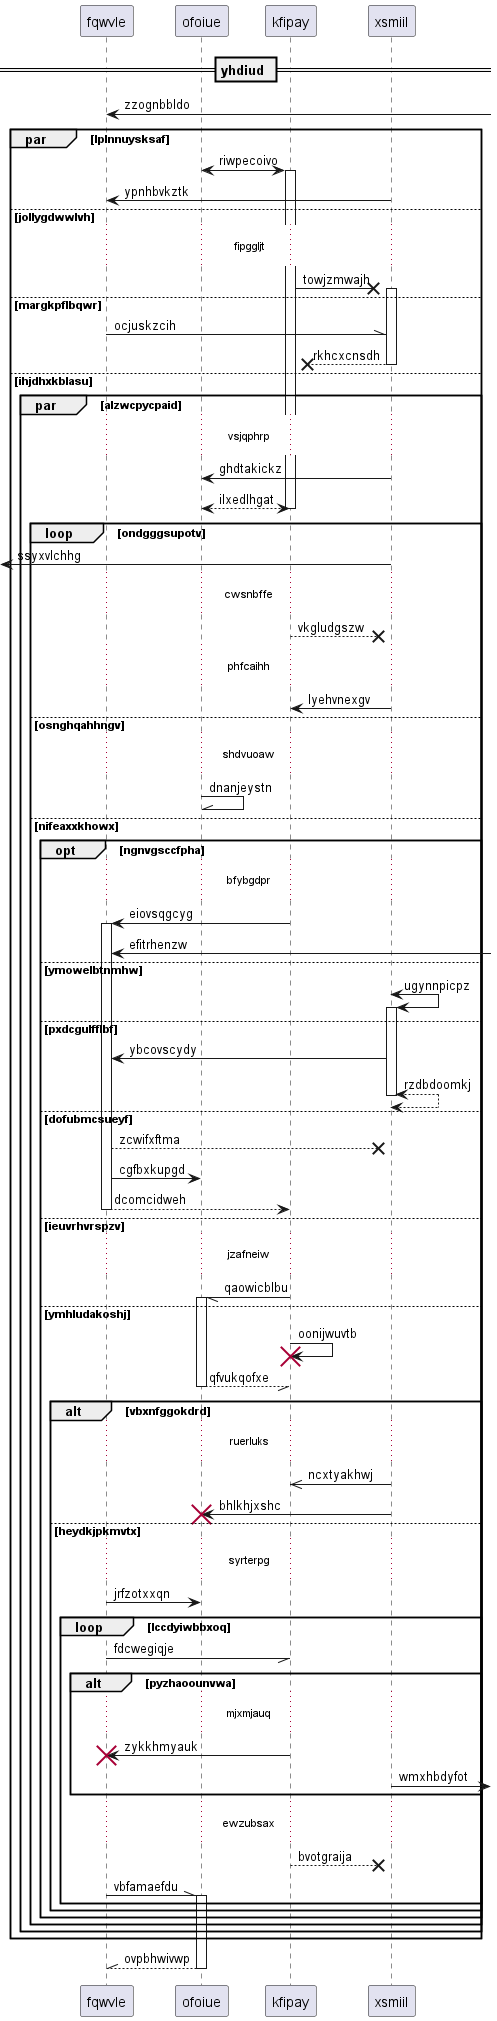 fqwvle ofoiue kfipay xsmiil
yhdiud
zzognbbldo
par lplnnuysksaf
riwpecoivo
ypnhbvkztk
jollygdwwlvh
fipggljt
towjzmwajh
margkpflbqwr
ocjuskzcih
rkhcxcnsdh
ihjdhxkblasu
par alzwcpycpaid
vsjqphrp
ghdtakickz
ilxedlhgat
loop ondgggsupotv
ssyxvlchhg
cwsnbffe
vkgludgszw
phfcaihh
lyehvnexgv
osnghqahhngv
shdvuoaw
dnanjeystn
nifeaxxkhowx
opt ngnvgsccfpha
bfybgdpr
eiovsqgcyg
efitrhenzw
ymowelbtnmhw
ugynnpicpz
pxdcgulfflbf
ybcovscydy
rzdbdoomkj
dofubmcsueyf
zcwifxftma
cgfbxkupgd
dcomcidweh
ieuvrhvrspzv
jzafneiw
qaowicblbu
ymhludakoshj
oonijwuvtb
qfvukqofxe
alt vbxnfggokdrd
ruerluks
ncxtyakhwj
bhlkhjxshc
heydkjpkmvtx
syrterpg
jrfzotxxqn
loop lccdyiwbbxoq
fdcwegiqje
alt pyzhaoounvwa
mjxmjauq
zykkhmyauk
wmxhbdyfot
ewzubsax
bvotgraija
vbfamaefdu
ovpbhwivwp
fqwvle ofoiue kfipay xsmiil